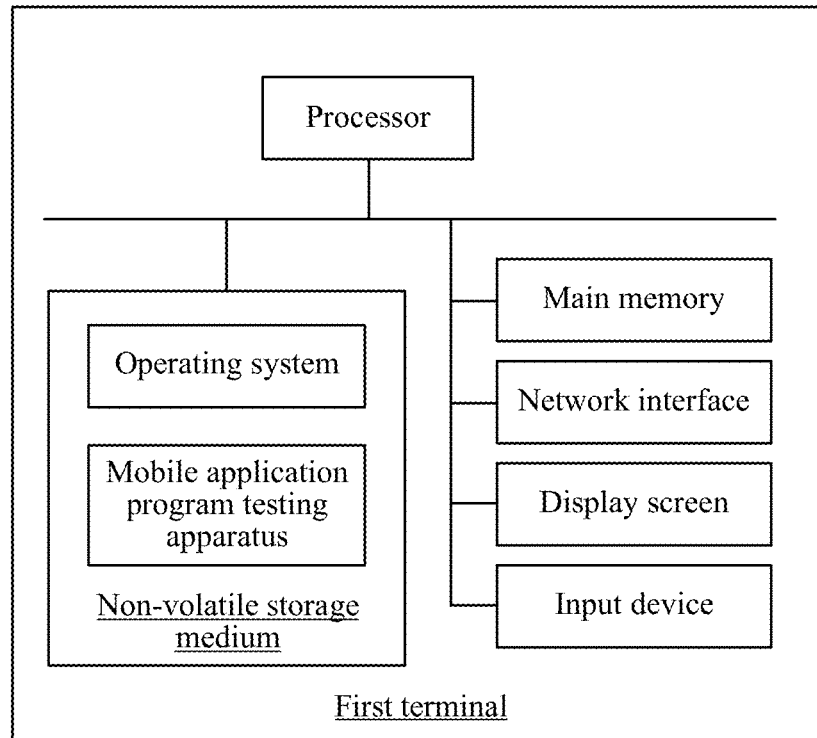 Processor
Operating system
Mobile application
program testing
apparatus
Non-volatile storage
medium
Main memory
Network interface
Display screen
Input device
First terminal